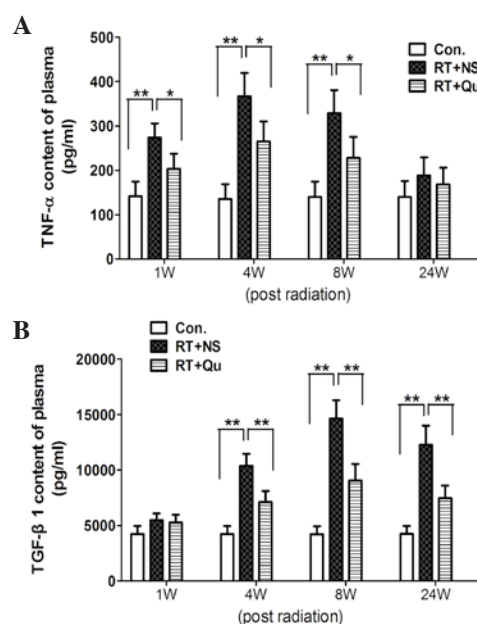 A
TNF-α content of plasma
(pg/ml)
500
400
300
200
100
0
Con.
RT+NS
RT+Qu
** *
** *
** *
1W 4W 8W 24W
(post radiation)
B
TGF-β 1 content of plasma
(pg/ml)
20000
15000
10000
5000
0
Con.
RT+NS
RT+Qu
** **
** **
** **
1W 4W 8W 24W
(post radiation)